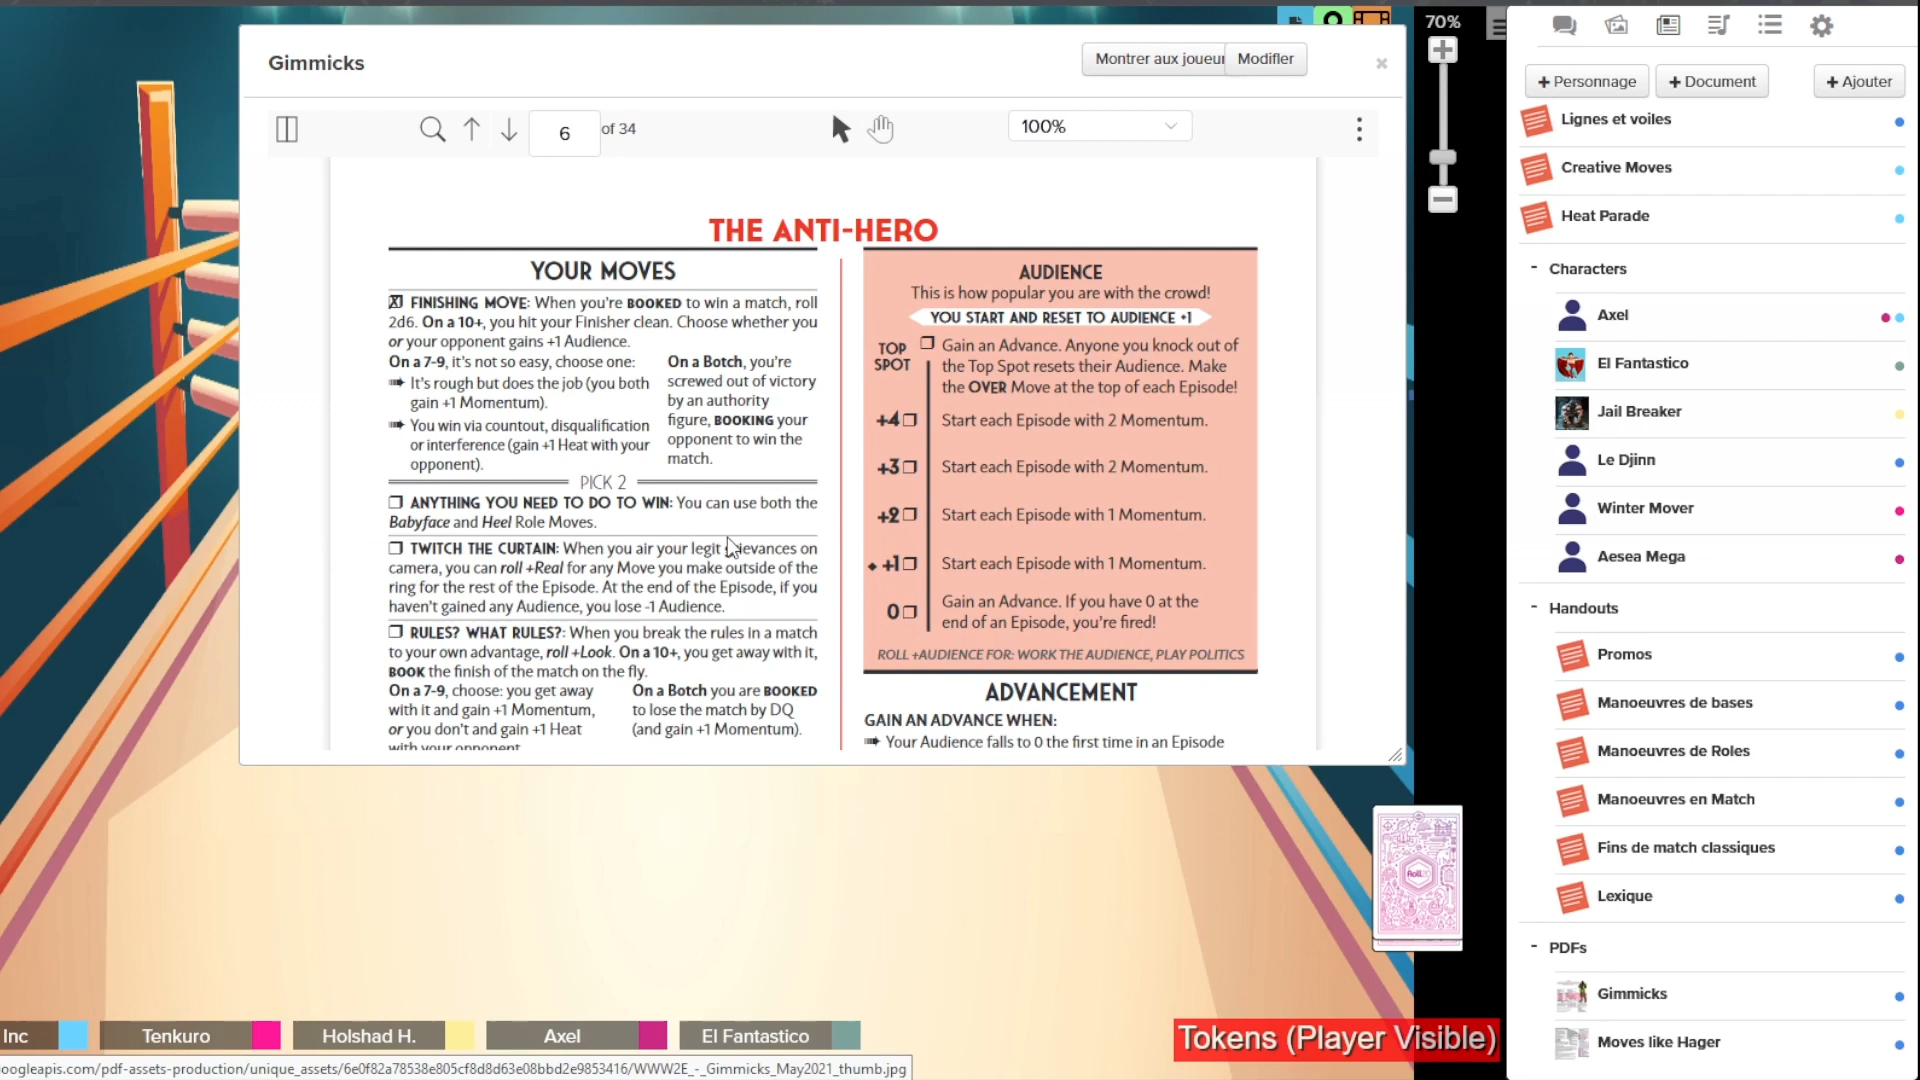 70%
Gimmicks
Montrer aux joueur
Modifier
6
of 34
100%
THE ANTI-HERO
YOUR MOVES
FINISHING MOVE: When you're BOOKED to win a match, roll
2d6. On a 10+, you hit your Finisher clean. Choose whether you
or your opponent gains +1 Audience.
On a 7-9, it's not so easy, choose one:
It's rough but does the job (you both
gain +1 Momentum).
You win via countout, disqualification
or interference (gain +1 Heat with your
opponent).
On a Botch, you're
screwed out of victory
by an authority
figure, BOOKING your
opponent to win the
match.
PICK 2
ANYTHING YOU NEED TO DO TO WIN: You can use both the
Babyface and Heel Role Moves.
TWITCH THE CURTAIN: When you air your legit grievances on
camera, you can roll +Real for any Move you make outside of the
ring for the rest of the Episode. At the end of the Episode, if you
haven't gained any Audience, you lose -1 Audience.
RULES? WHAT RULES?: When you break the rules in a match
to your own advantage, roll +Look. On a 10+, you get away with it,
BOOK the finish of the match on the fly.
On a 7-9, choose: you get away
with it and gain +1 Momentum,
or you don't and gain +1 Heat
with your opponent
On a Botch you are BOOKED
to lose the match by DQ
(and gain +1 Momentum).
AUDIENCE
This is how popular you are with the crowd!
YOU START AND RESET TO AUDIENCE +1
TOP
SPOT
Gain an Advance. Anyone you knock out of
the Top Spot resets their Audience. Make
the OVER Move at the top of each Episode!
+4 Start each Episode with 2 Momentum.
+3 Start each Episode with 2 Momentum.
+2 Start each Episode with 1 Momentum.
+1 Start each Episode with 1 Momentum.
0 Gain an Advance. If you have 0 at the
end of an Episode, you're fired!
ROLL +AUDIENCE FOR: WORK THE AUDIENCE, PLAY POLITICS
ADVANCEMENT
GAIN AN ADVANCE WHEN:
Your Audience falls to 0 the first time in an Episode
+ Personnage
+ Document
+ Ajouter
Lignes et voiles
Creative Moves
Heat Parade
- Characters
Axel
El Fantastico
Jail Breaker
Le Djinn
Winter Mover
Aesea Mega
- Handouts
Promos
Manoeuvres de bases
Manoeuvres de Roles
Manoeuvres en Match
Fins de match classiques
Lexique
- PDFs
Gimmicks
Moves like Hager
Inc
Tenkuro
Holshad H.
Axel
El Fantastico
Tokens (Player Visible)
oogleapis.com/pdf-assets-production/unique_assets/6e0f82a78538e805cf8d8d63e08bbd2e9853416/WWW2E_-_Gimmicks_May2021_thumb.jpg